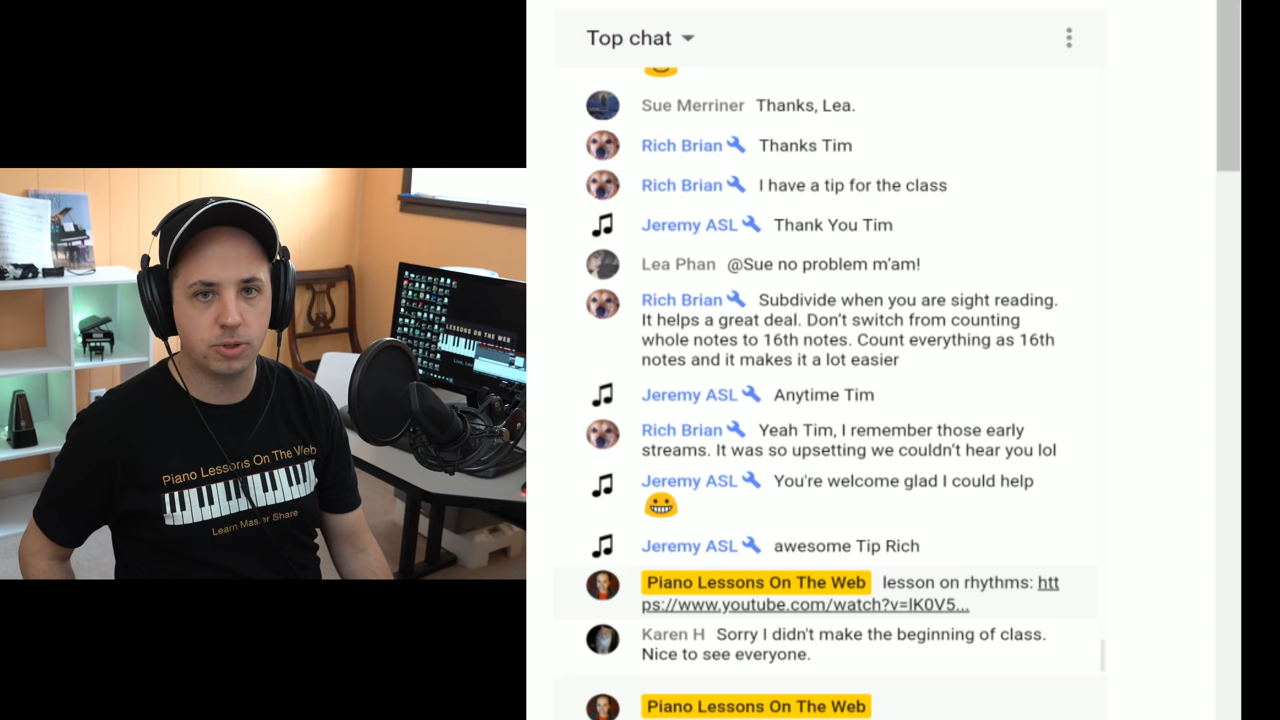 Top chat
Sue Merriner Thanks, Lea.
Rich Brian Thanks Tim
Rich Brian I have a tip for the class
Jeremy ASL Thank You Tim
Lea Phan @Sue no problem m'am!
Rich Brian Subdivide when you are sight reading.
It helps a great deal. Don't switch from counting
whole notes to 16th notes. Count everything as 16th
notes and it makes it a lot easier
Jeremy ASL Anytime Tim
Rich Brian Yeah Tim, I remember those early
streams. It was so upsetting we couldn't hear you lol
Jeremy ASL You're welcome glad I could help
Jeremy ASL awesome Tip Rich
Piano Lessons On The Web lesson on rhythms: htt
ps://www.youtube.com/watch?v=lK0V5...
Karen H Sorry I didn't make the beginning of class.
Nice to see everyone.
Piano Lessons On The Web
Piano Lessons On The Web
Learn Master Share
LESSONS ON THE WEB